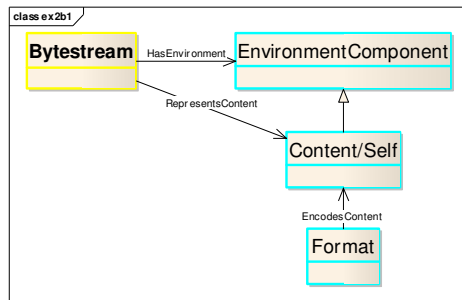 class ex2b1
Bytestream
HasEnvironment
EnvironmentComponent
RepresentsContent
Content/Self
EncodesContent
Format